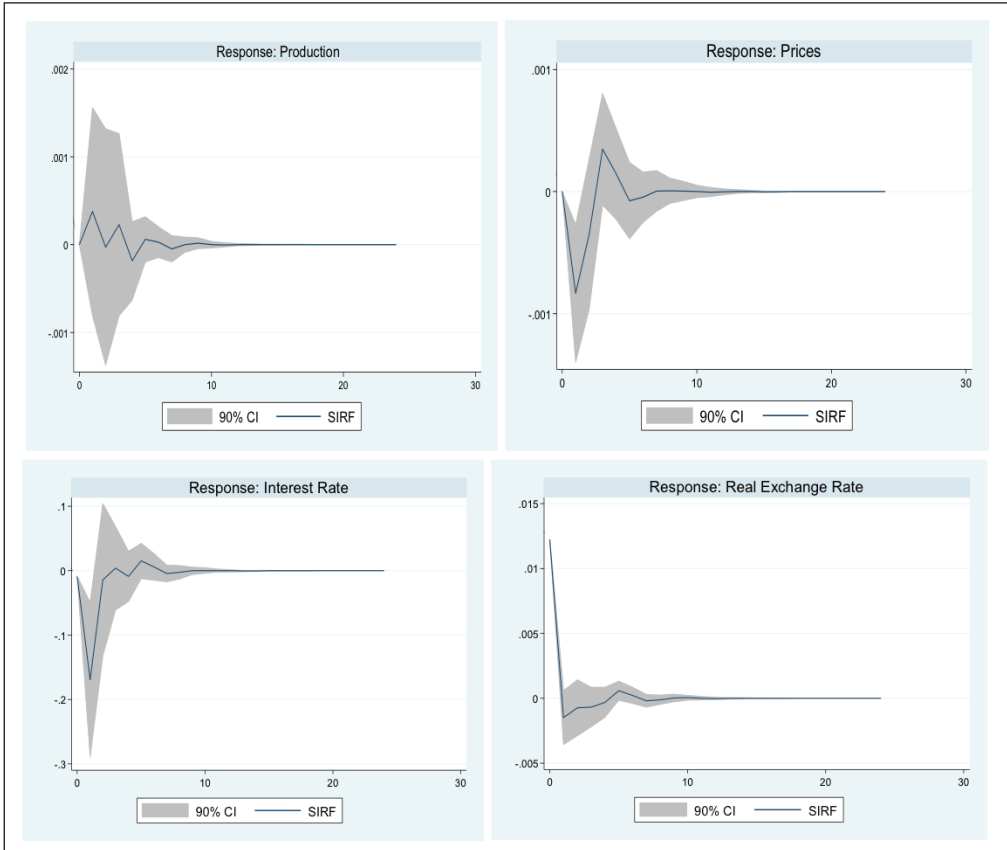 Response: Production
.002
.001
0
-.001
0
10
20
30
90% CI
SIRF
Response: Prices
.001
0
-.001
0
10
20
30
90% CI
SIRF
Response: Interest Rate
.1
0
-.1
-.2
-.3
0
10
20
30
90% CI
SIRF
Response: Real Exchange Rate
.015
.01
.005
0
-.005
0
10
20
30
90% CI
SIRF